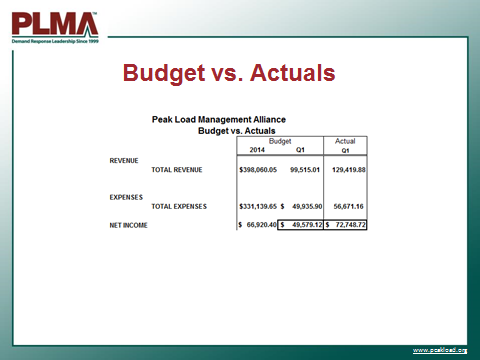 PLMA™
Demand Response Leadership Since 1999
Budget vs. Actuals
Peak Load Management Alliance
Budget vs. Actuals
Budget Actual
2014 Q1 Q1
REVENUE
TOTAL REVENUE $398,060.05 99,515.01 129,419.88
EXPENSES
TOTAL EXPENSES $331,139.65 $ 49,935.90 56,671.16
NET INCOME $ 66,920.40 $ 49,579.12 $ 72,748.72
www.peakload.org